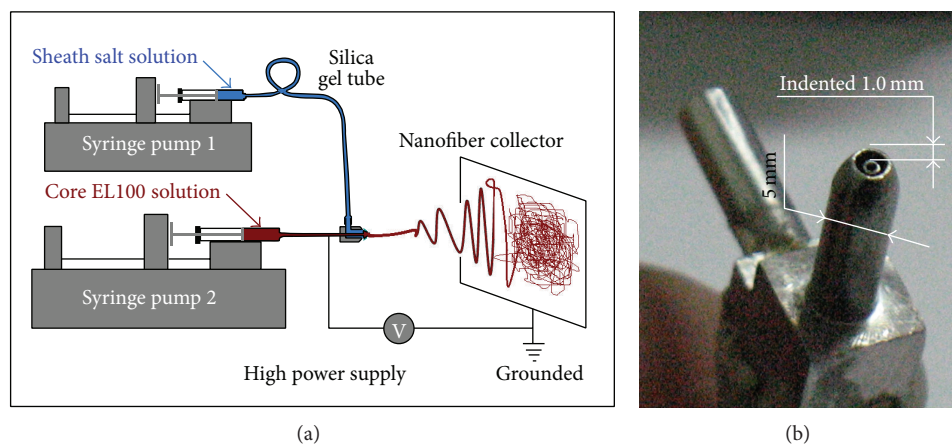 Sheath salt solution
Silica
gel tube
Syringe pump 1
Nanofiber collector
Core EL100 solution
Syringe pump 2
V
High power supply
Grounded
(a)
Indented 1.0 mm
5 mm
(b)